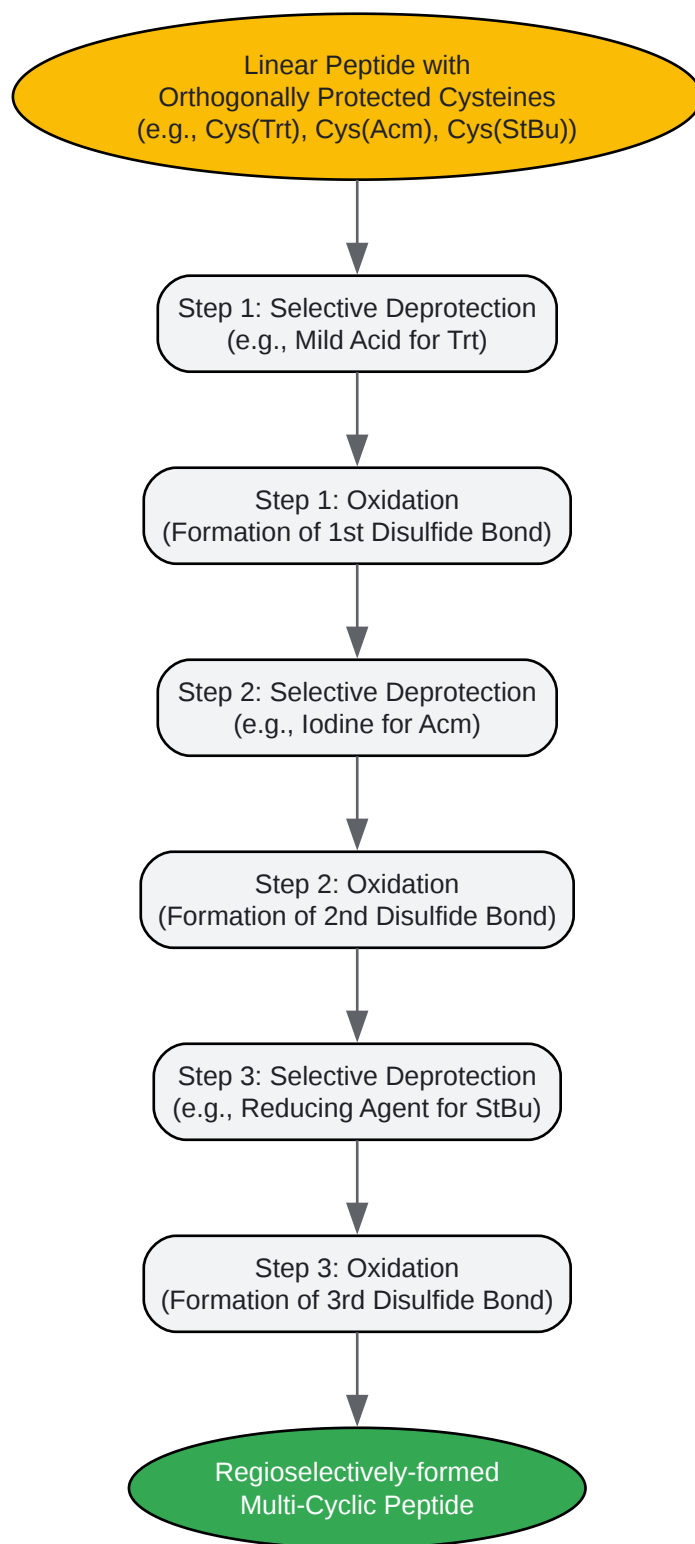 Linear Peptide with
Orthogonally Protected Cysteines
(e.g., Cys(Trt), Cys(Acm), Cys(StBu))
Step 1: Selective Deprotection
(e.g., Mild Acid for Trt)
Step 1: Oxidation
(Formation of 1st Disulfide Bond)
Step 2: Selective Deprotection
(e.g., Iodine for Acm)
Step 2: Oxidation
(Formation of 2nd Disulfide Bond)
Step 3: Selective Deprotection
(e.g., Reducing Agent for StBu)
Step 3: Oxidation
(Formation of 3rd Disulfide Bond)
Regioselectively-formed
Multi-Cyclic Peptide